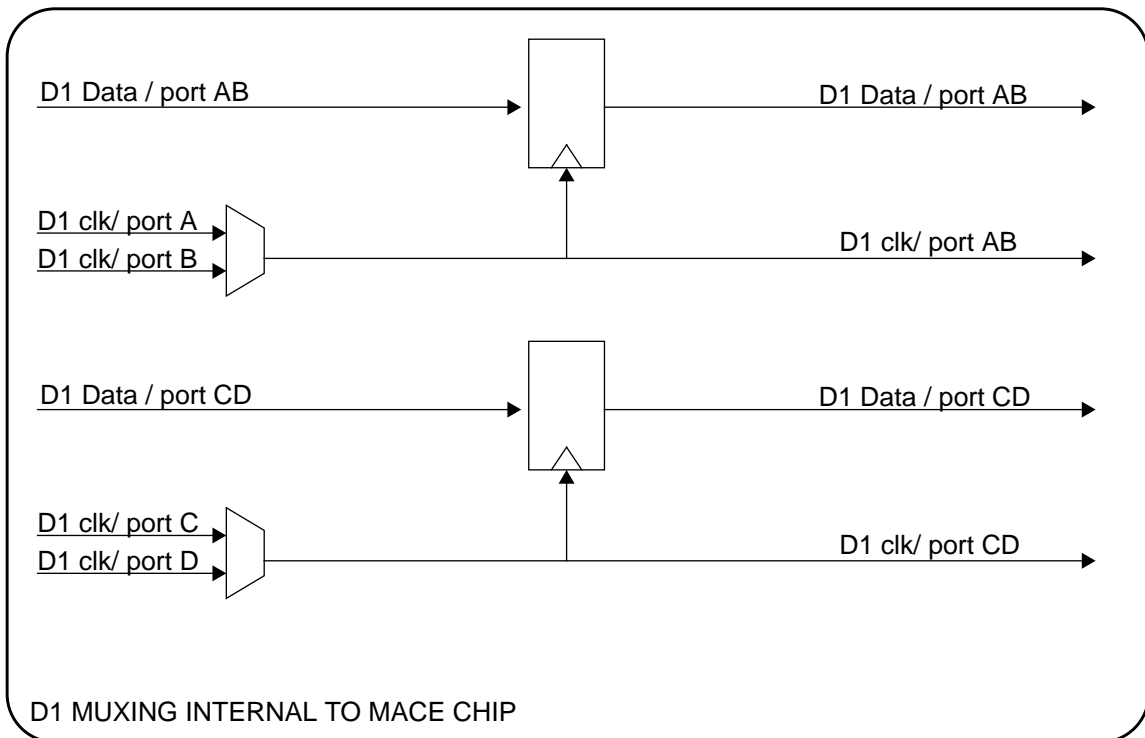 D1 Data / port AB
D1 Data / port AB
D1 clk/ port A
D1 clk/ port B
D1 clk/ port AB
D1 Data / port CD
D1 Data / port CD
D1 clk/ port C
D1 clk/ port D
D1 clk/ port CD
D1 MUXING INTERNAL TO MACE CHIP